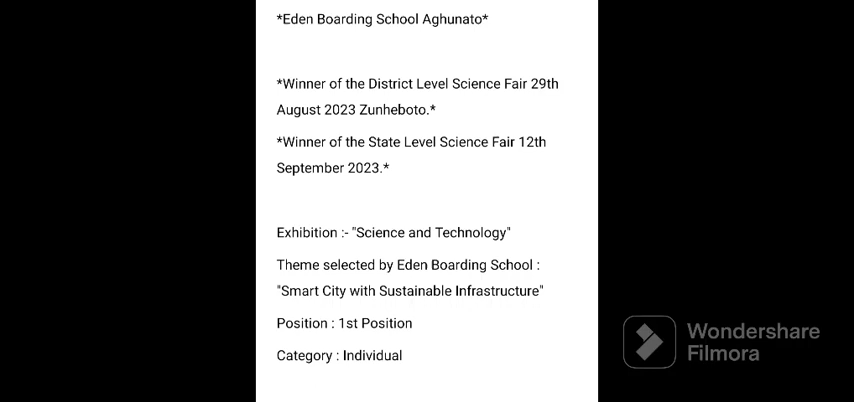 *Eden Boarding School Aghunato*
*Winner of the District Level Science Fair 29th
August 2023 Zunheboto.*
*Winner of the State Level Science Fair 12th
September 2023.*
Exhibition :- "Science and Technology"
Theme selected by Eden Boarding School :
"Smart City with Sustainable Infrastructure"
Position : 1st Position
Category : Individual
Wondershare
Filmora